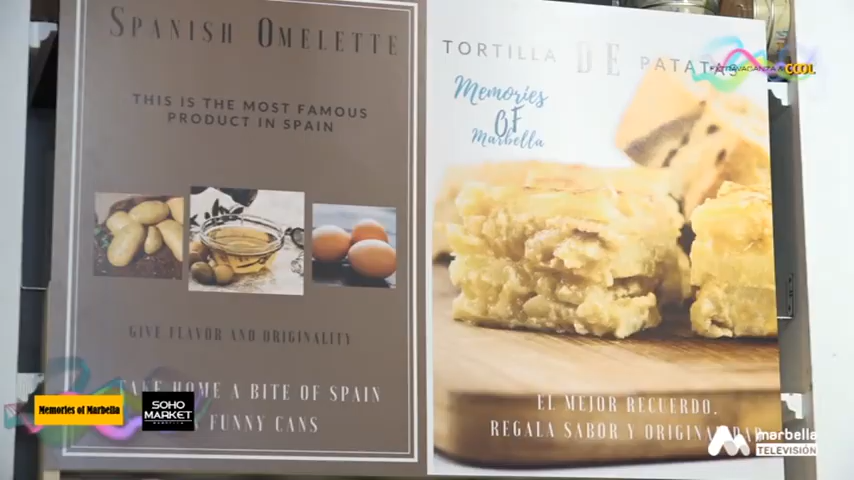 SPANISH OMELETTE
THIS IS THE MOST FAMOUS
PRODUCT IN SPAIN
GIVE FLAVOR AND ORIGINALITY
TAKE HOME A BITE OF SPAIN
FUNNY CANS
TORTILLA DE PATATAS
Memories
OF
Marbella
EL MEJOR RECUERDO.
REGALA SABOR Y
COOL
Memories of Marbella
SOHO
MARKET
MARBELLA
marbella
TELEVISIÓN